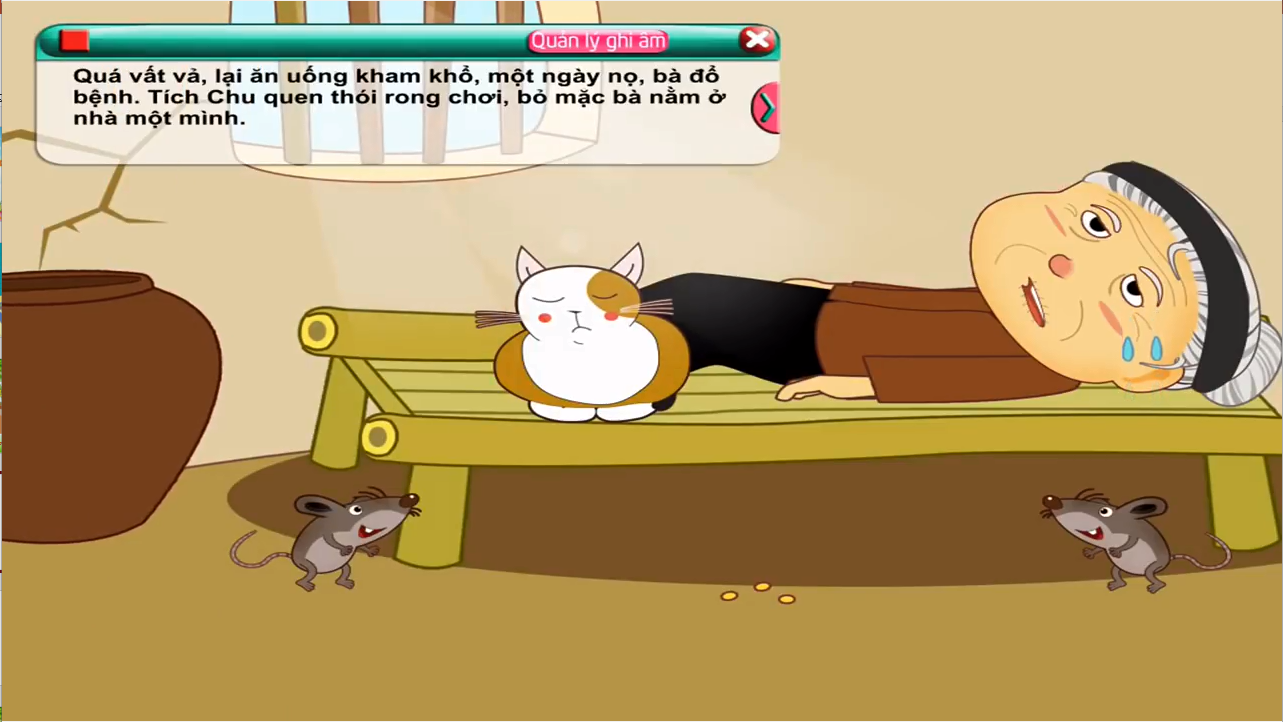 Quản lý ghi âm
Quá vất vả, lại ăn uống kham khổ, một ngày nọ, bà đổ
bệnh. Tích Chu quen thói rong chơi, bỏ mặc bà nằm ở
nhà một mình.